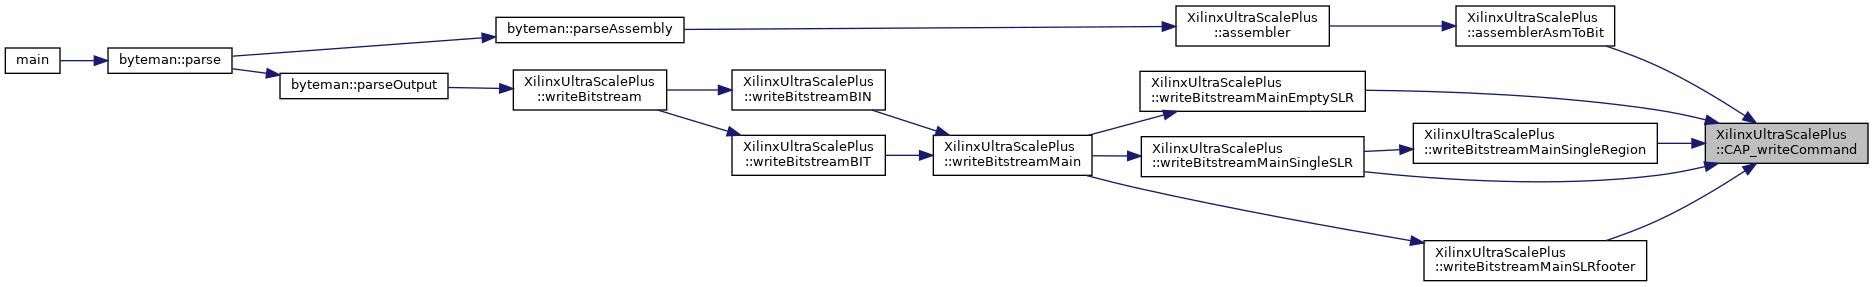 main
byteman::parse
byteman::parseAssembly
byteman::parseOutput
XilinxUltraScalePlus
::writeBitstream
XilinxUltraScalePlus
::writeBitstreamBIN
XilinxUltraScalePlus
::writeBitstreamBIT
XilinxUltraScalePlus
::writeBitstreamMain
XilinxUltraScalePlus
::assembler
XilinxUltraScalePlus
::writeBitstreamMainEmptySLR
XilinxUltraScalePlus
::writeBitstreamMainSingleSLR
XilinxUltraScalePlus
::assemblerAsmToBit
XilinxUltraScalePlus
::writeBitstreamMainSingleRegion
XilinxUltraScalePlus
::writeBitstreamMainSLRfooter
XilinxUltraScalePlus
::CAP_writeCommand